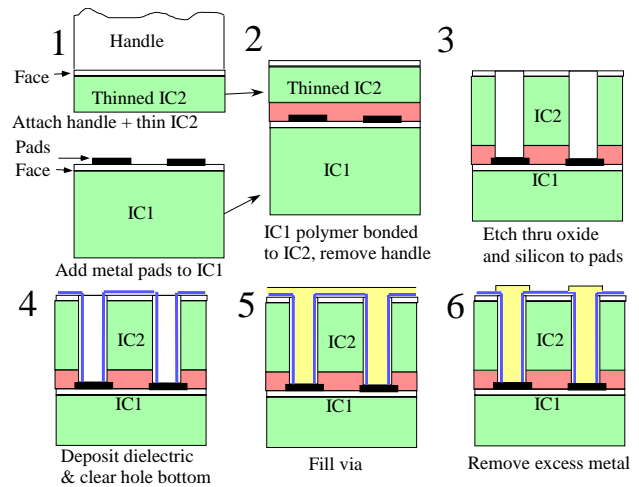 1
Handle
Face
Thinned IC2
Attach handle + thin IC2
Pads
Face
IC1
Add metal pads to IC1
2
Thinned IC2
IC1
IC1 polymer bonded
to IC2, remove handle
3
IC2
IC1
Etch thru oxide
and silicon to pads
4
IC2
IC1
Deposit dielectric
& clear hole bottom
5
IC2
IC1
Fill via
6
IC2
IC1
Remove excess metal